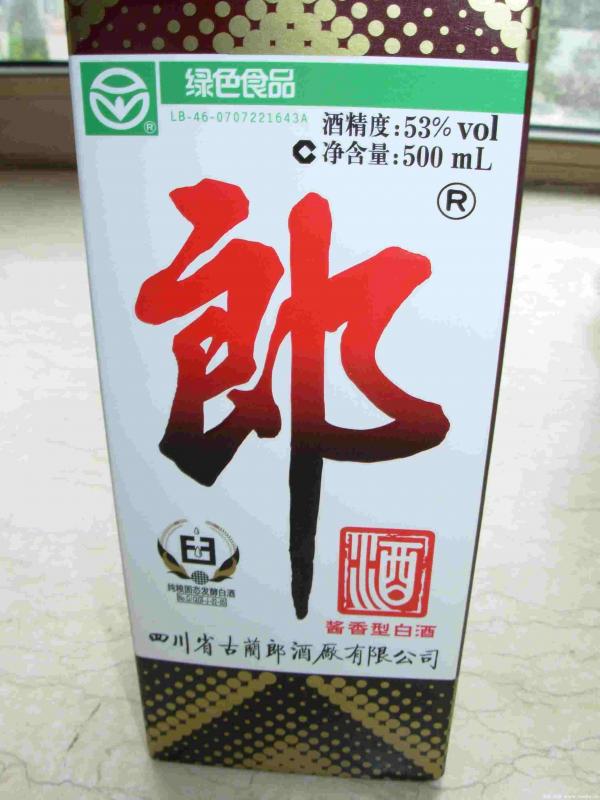 绿色食品
LB-46-0707221643A
酒精度:53% vol
净含量:500 mL
郎
酒
纯粮固态发酵白酒
酱香型白酒
四川省古蔺郎酒厰有限公司